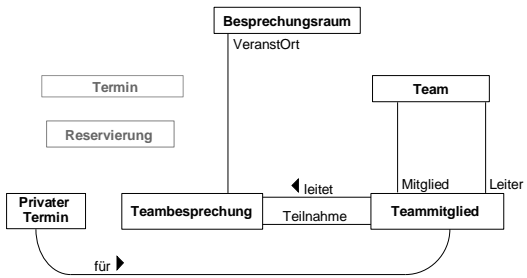 Besprechungsraum
VeranstOrt
Termin
Team
Reservierung
leitet
Mitglied
Leiter
Privater
Termin
Teambesprechung
Teilnahme
Teammitglied
für